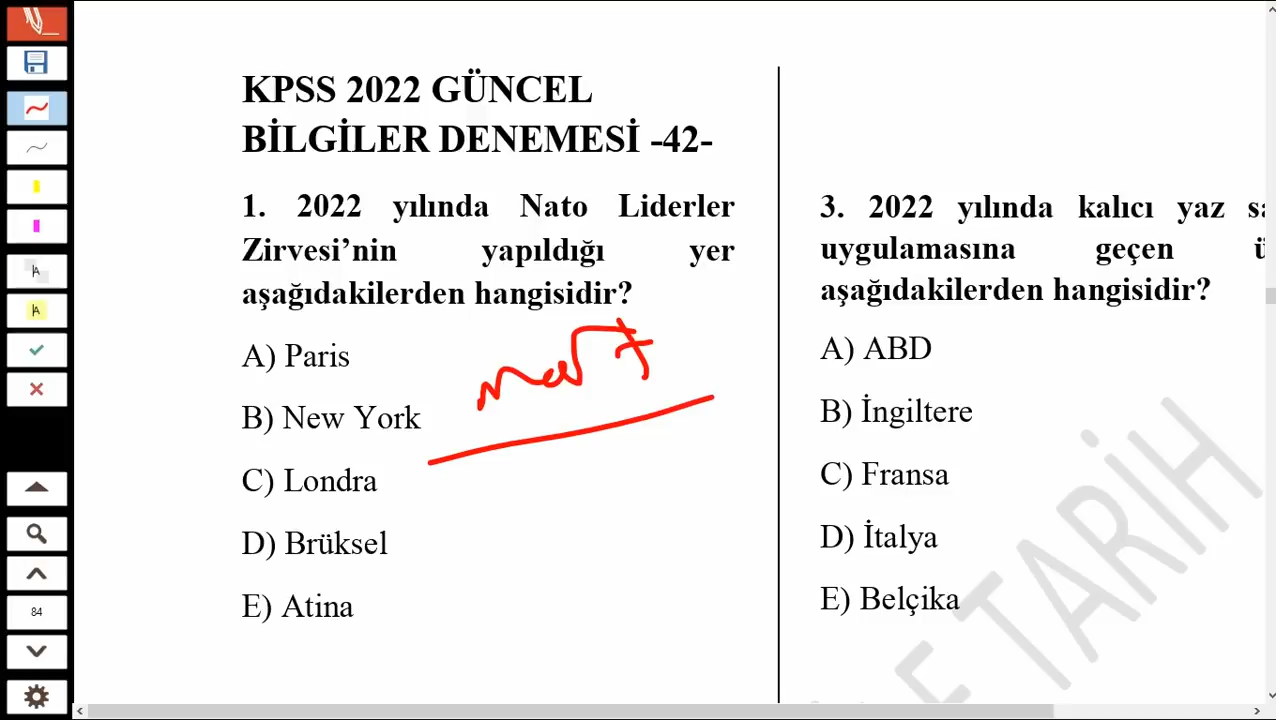 KPSS 2022 GÜNCEL
BİLGİLER DENEMESİ -42-
1. 2022 yılında Nato Liderler
Zirvesi’nin yapıldığı yer
aşağıdakilerden hangisidir?
A) Paris
mart
B) New York
C) Londra
D) Brüksel
E) Atina
3. 2022 yılında kalıcı yaz
uygulamasına geçen
aşağıdakilerden hangisidir?
A) ABD
B) İngiltere
C) Fransa
D) İtalya
E) Belçika
TARİH
84